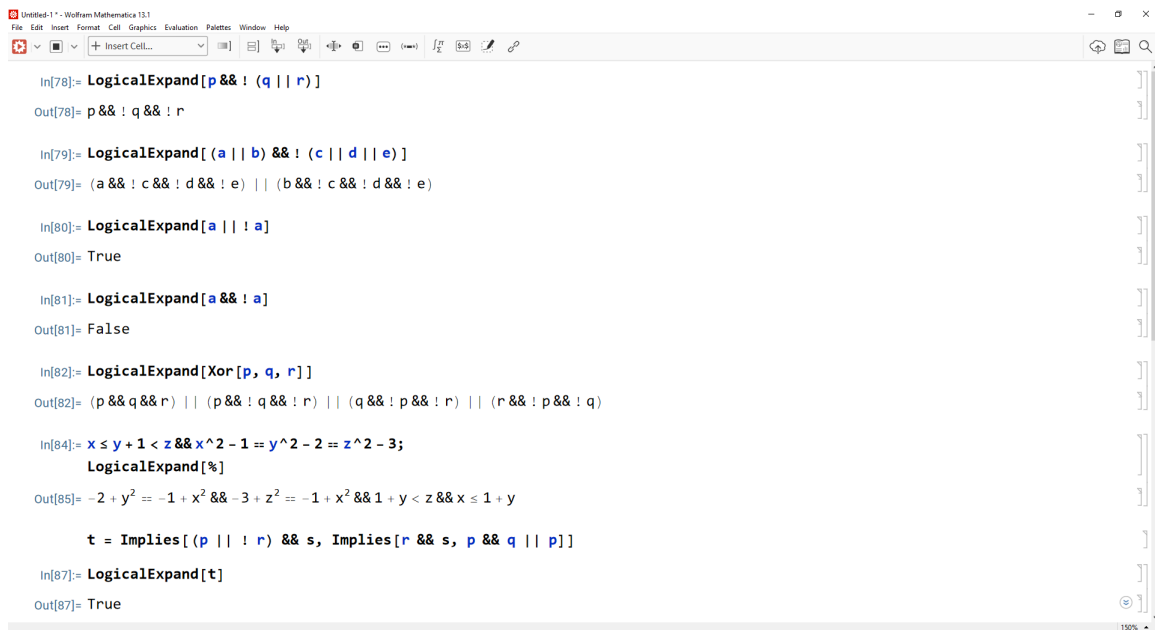 Untitled-1 * - Wolfram Mathematica 13.1
File Edit Insert Format Cell Graphics Evaluation Palettes Window Help
Insert Cell...
In[78]:= LogicalExpand[p && ! (q || r)]
Out[78]= p && ! q && ! r
In[79]:= LogicalExpand[(a || b) && ! (c || d || e)]
Out[79]= (a && ! c && ! d && ! e) || (b && ! c && ! d && ! e)
In[80]:= LogicalExpand[a || ! a]
Out[80]= True
In[81]:= LogicalExpand[a && ! a]
Out[81]= False
In[82]:= LogicalExpand[Xor[p, q, r]]
Out[82]= (p && q && r) || (p && ! q && ! r) || (q && ! p && ! r) || (r && ! p && ! q)
In[84]:= x ≤ y + 1 < z && x^2 - 1 == y^2 - 2 == z^2 - 3;
LogicalExpand[%]
Out[85]= -2 + y² == -1 + x² && -3 + z² == -1 + x² && 1 + y < z && x ≤ 1 + y
t = Implies[(p || ! r) && s, Implies[r && s, p && q || p]]
In[87]:= LogicalExpand[t]
Out[87]= True
150%